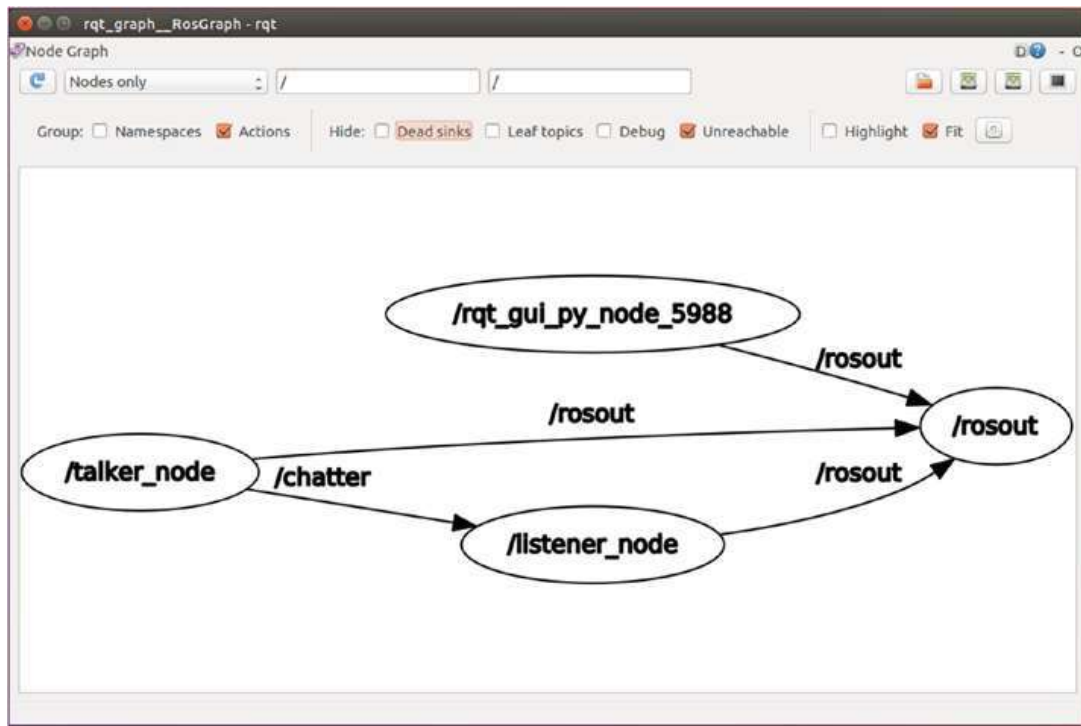 rqt_graph__RosGraph - rqt
Node Graph
D - O
Nodes only / /
Group: Namespaces Actions Hide: Dead sinks Leaf topics Debug Unreachable Highlight Fit
/rqt_gui_py_node_5988
/rosout
/rosout
/rosout
/talker_node
/chatter
/rosout
/listener_node